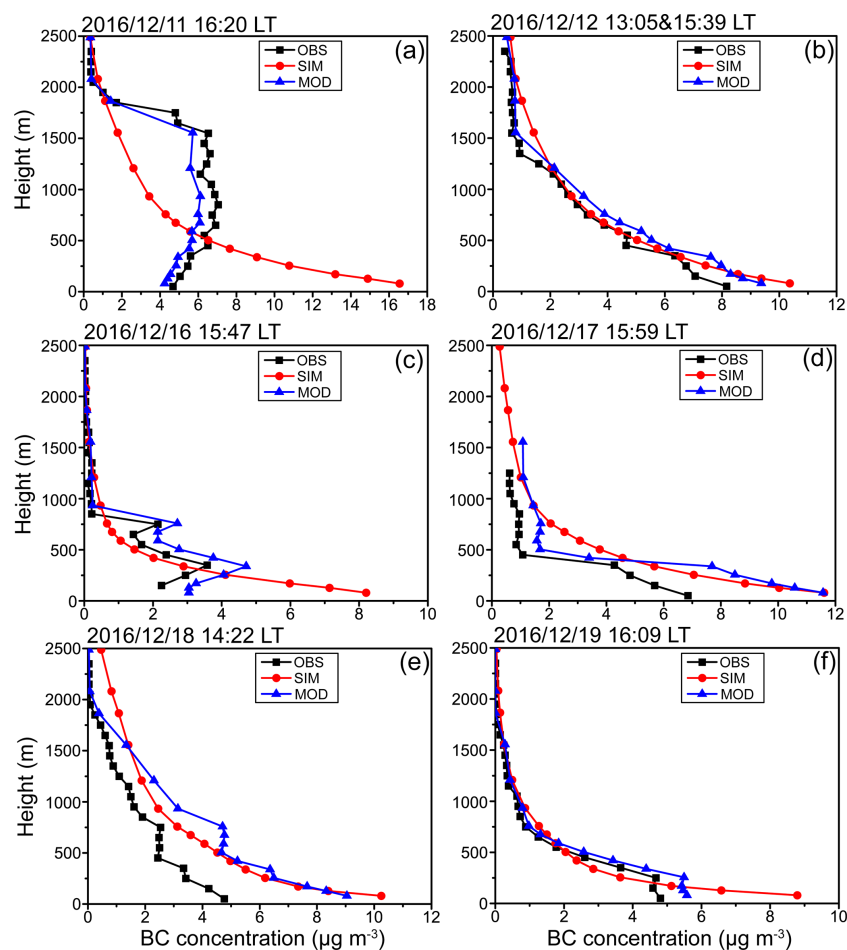 2016/12/11 16:20 LT
2016/12/12 13:05&15:39 LT
2500
2000
1500
1000
500
0
Height (m)
(a)
OBS
SIM
MOD
0 2 4 6 8 10 12 14 16 18
2500
2000
1500
1000
500
0
(b)
OBS
SIM
MOD
0 2 4 6 8 10 12
2016/12/16 15:47 LT
2016/12/17 15:59 LT
2500
2000
1500
1000
500
0
Height (m)
(c)
OBS
SIM
MOD
0 2 4 6 8 10
2500
2000
1500
1000
500
0
(d)
OBS
SIM
MOD
0 2 4 6 8 10 12
2016/12/18 14:22 LT
2016/12/19 16:09 LT
2500
2000
1500
1000
500
0
Height (m)
(e)
OBS
SIM
MOD
0 2 4 6 8 10 12
BC concentration (μg m⁻³)
2500
2000
1500
1000
500
0
(f)
OBS
SIM
MOD
0 2 4 6 8 10
BC concentration (μg m⁻³)